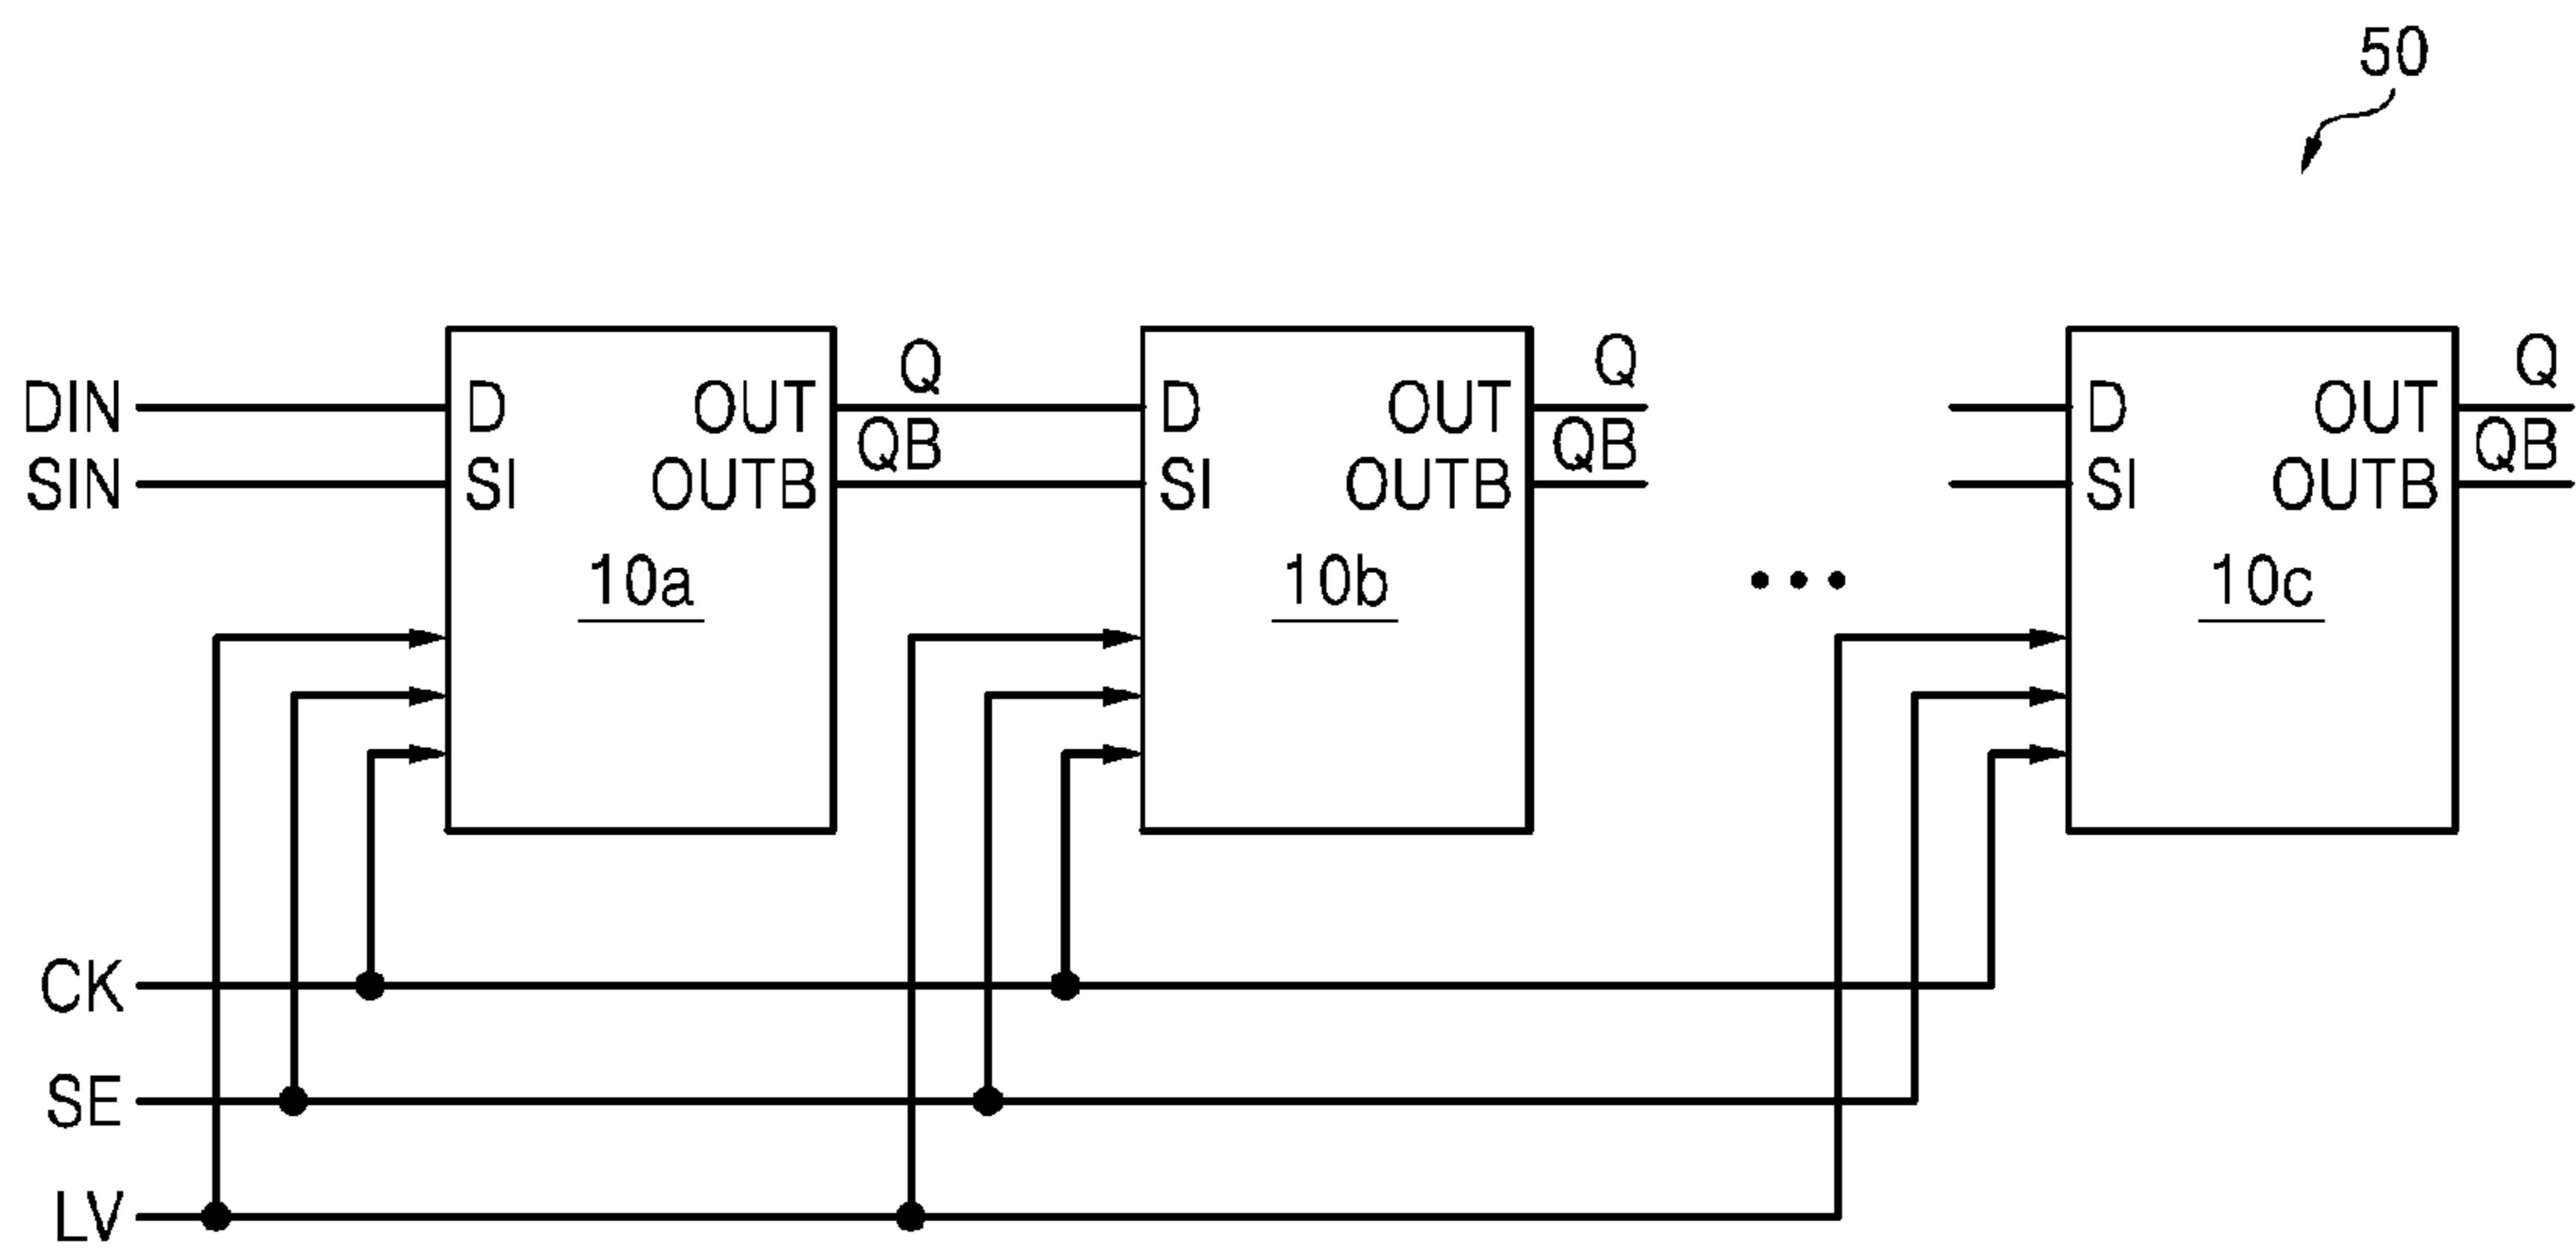 50
Q
Q
Q
DIN
D
OUT
D
OUT
D
OUT
QB
QB
QB
SIN
SI
OUTB
SI
OUTB
SI
OUTB
10a
10b
...
10c
CK
SE
LV